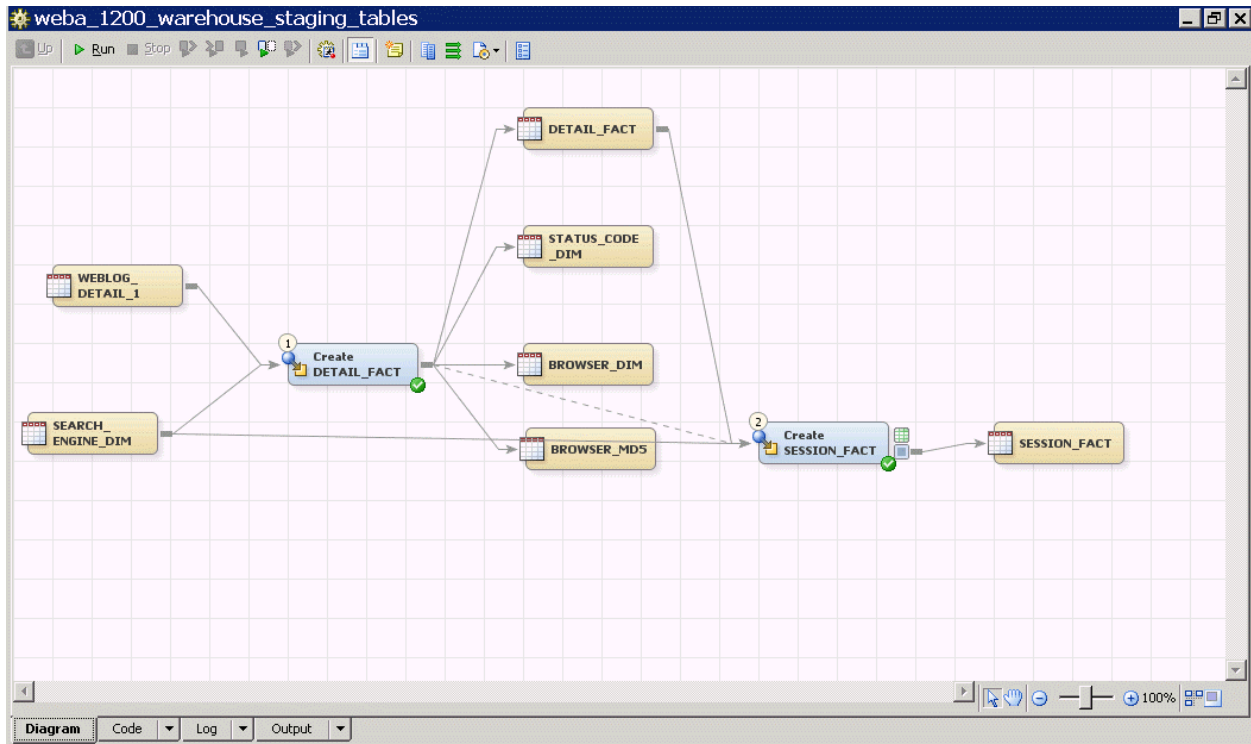 weba_1200_warehouse_staging_tables
Up Run Stop
DETAIL_FACT
STATUS_CODE
_DIM
WEBLOG_
DETAIL_1
1
Create
DETAIL_FACT
BROWSER_DIM
SEARCH_
ENGINE_DIM
BROWSER_MD5
2
Create
SESSION_FACT
SESSION_FACT
100%
Diagram Code Log Output